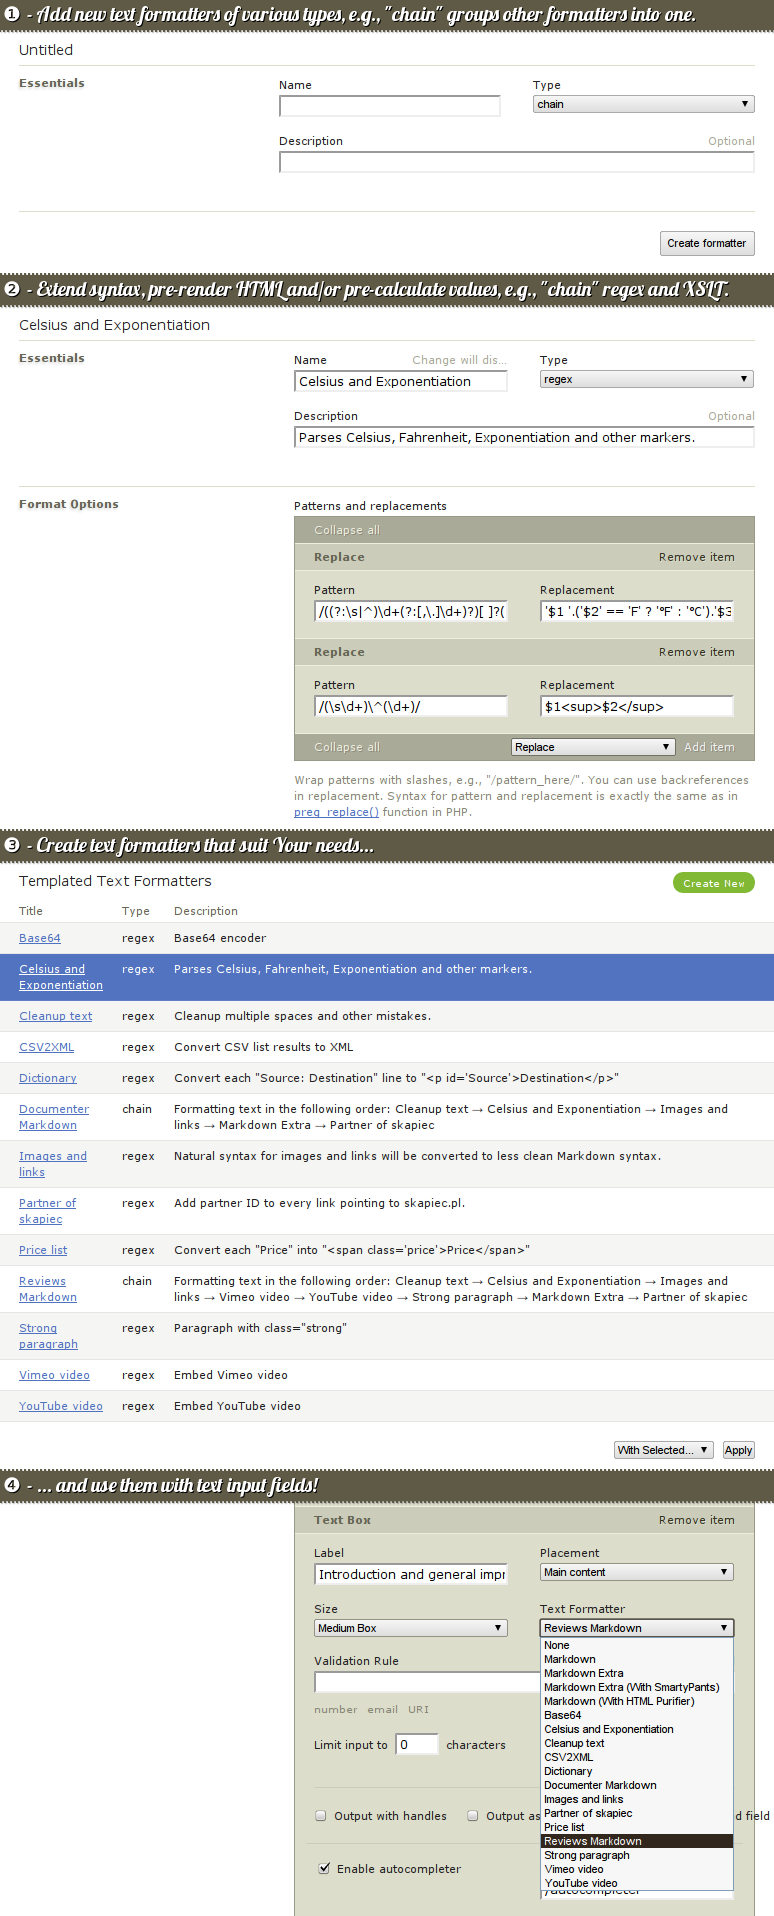 ❶ - Add new text formatters of various types, e.g., "chain" groups other formatters into one.
Untitled
Essentials
Name
Type
chain
Description
Optional
Create formatter
❷ - Extend syntax, pre-render HTML and/or pre-calculate values, e.g., "chain" regex and XSLT.
Celsius and Exponentiation
Essentials
Name
Change will dis...
Type
Celsius and Exponentiation
regex
Description
Optional
Parses Celsius, Fahrenheit, Exponentiation and other markers.
Format Options
Patterns and replacements
Collapse all
Replace
Remove item
Pattern
Replacement
/((?:\s|^)\d+(?:[,\.]\d+)?)[ ]?(
'$1 '.('$2' == 'F' ? '°F' : '°C').'$3
Replace
Remove item
Pattern
Replacement
/(\s\d+)\^(\d+)/
$1<sup>$2</sup>
Collapse all
Replace
Add item
Wrap patterns with slashes, e.g., "/pattern_here/". You can use backreferences
in replacement. Syntax for pattern and replacement is exactly the same as in
preg_replace() function in PHP.
❸ - Create text formatters that suit Your needs...
Templated Text Formatters
Create New
Title Type Description
Base64 regex Base64 encoder
Celsius and regex Parses Celsius, Fahrenheit, Exponentiation and other markers.
Exponentiation
Cleanup text regex Cleanup multiple spaces and other mistakes.
CSV2XML regex Convert CSV list results to XML
Dictionary regex Convert each "Source: Destination" line to "<p id='Source'>Destination</p>"
Documenter chain Formatting text in the following order: Cleanup text → Celsius and Exponentiation → Images and
Markdown links → Markdown Extra → Partner of skapiec
Images and regex Natural syntax for images and links will be converted to less clean Markdown syntax.
links
Partner of regex Add partner ID to every link pointing to skapiec.pl.
skapiec
Price list regex Convert each "Price" into "<span class='price'>Price</span>"
Reviews chain Formatting text in the following order: Cleanup text → Celsius and Exponentiation → Images and
Markdown links → Vimeo video → YouTube video → Strong paragraph → Markdown Extra → Partner of skapiec
Strong regex Paragraph with class="strong"
paragraph
Vimeo video regex Embed Vimeo video
YouTube video regex Embed YouTube video
With Selected...
Apply
❹ - ... and use them with text input fields!
Text Box
Remove item
Label
Placement
Introduction and general impr
Main content
Size
Text Formatter
Medium Box
Reviews Markdown
Validation Rule
number email URI
Limit input to 0 characters
Output with handles
Output as
d field
Enable autocompleter
None
Markdown
Markdown Extra
Markdown Extra (With SmartyPants)
Markdown (With HTML Purifier)
Base64
Celsius and Exponentiation
Cleanup text
CSV2XML
Dictionary
Documenter Markdown
Images and links
Partner of skapiec
Price list
Reviews Markdown
Strong paragraph
Vimeo video
YouTube video